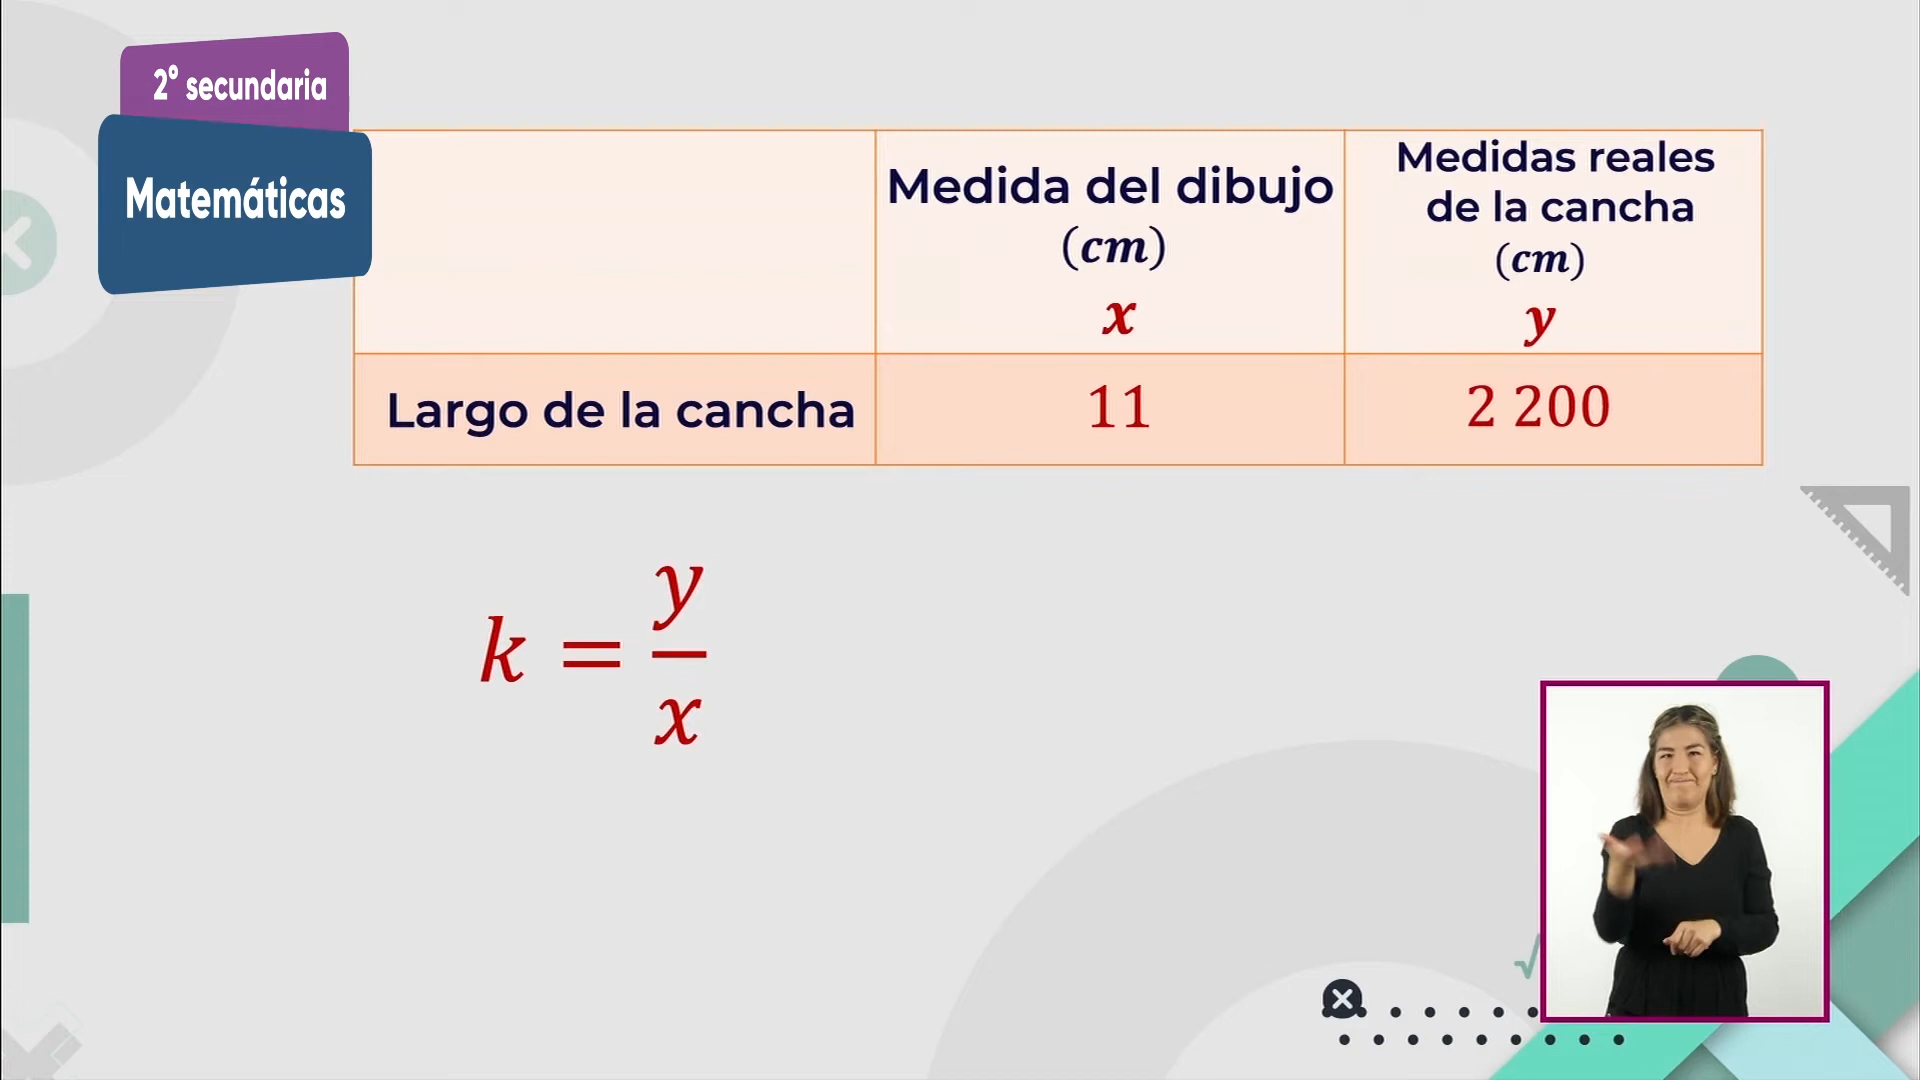 2° secundaria
Matemáticas
Medida del dibujo
(cm)
x
Medidas reales
de la cancha
(cm)
y
Largo de la cancha
11
2 200
k = y/x